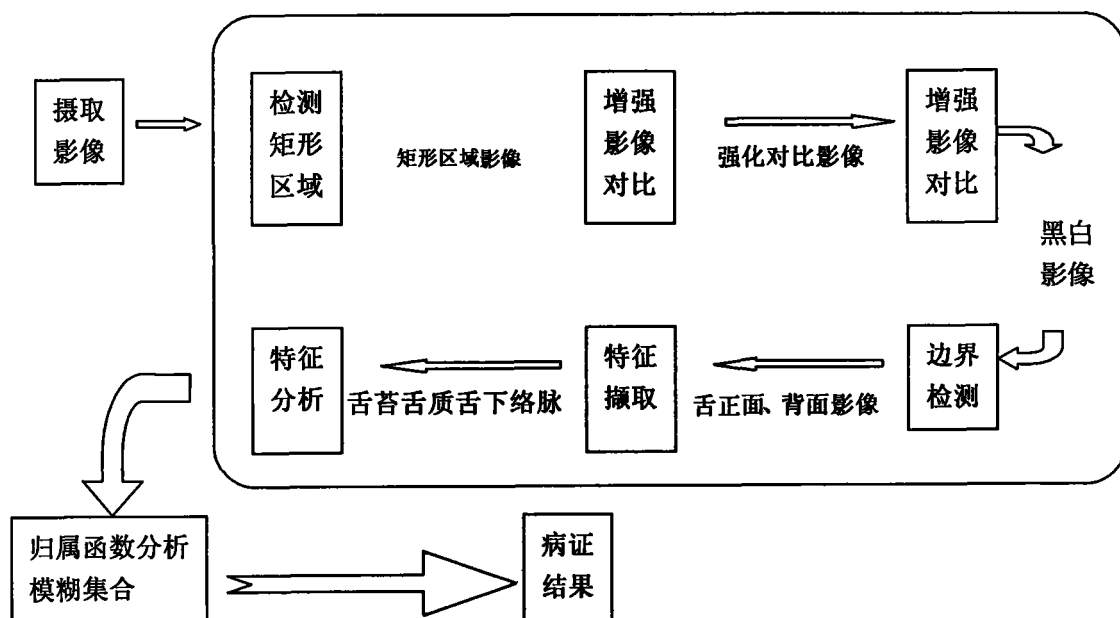 摄取
影像
检测
矩形
区域
矩形区域影像
增强
影像
对比
强化对比影像
增强
影像
对比
黑白
影像
边界
检测
舌正面、背面影像
特征
撷取
舌苔舌质舌下络脉
特征
分析
归属函数分析
模糊集合
病证
结果